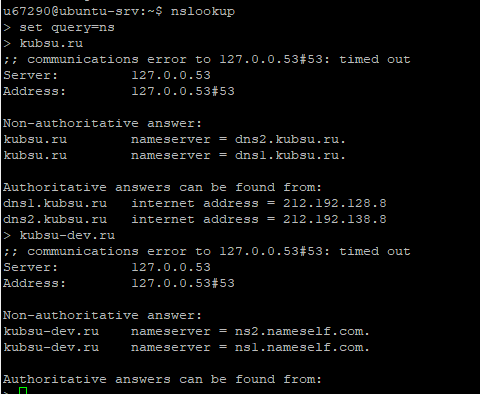 u67290@ubuntu-srv:~$ nslookup
> set query=ns
> kubsu.ru
;; communications error to 127.0.0.53#53: timed out
Server:         127.0.0.53
Address:        127.0.0.53#53

Non-authoritative answer:
kubsu.ru        nameserver = dns2.kubsu.ru.
kubsu.ru        nameserver = dns1.kubsu.ru.

Authoritative answers can be found from:
dns1.kubsu.ru   internet address = 212.192.128.8
dns2.kubsu.ru   internet address = 212.192.138.8
> kubsu-dev.ru
;; communications error to 127.0.0.53#53: timed out
Server:         127.0.0.53
Address:        127.0.0.53#53

Non-authoritative answer:
kubsu-dev.ru    nameserver = ns2.nameself.com.
kubsu-dev.ru    nameserver = ns1.nameself.com.

Authoritative answers can be found from:
>